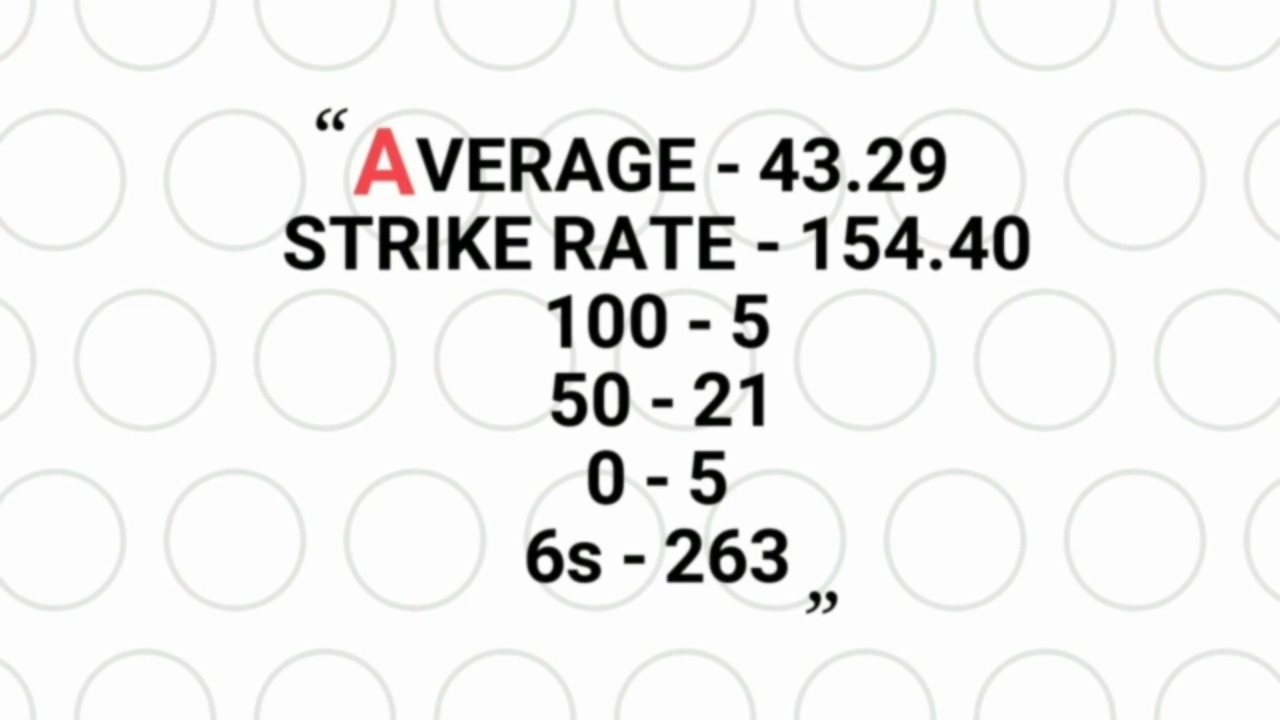 “AVERAGE - 43.29
STRIKE RATE - 154.40
100 - 5
50 - 21
0 - 5
6s - 263”